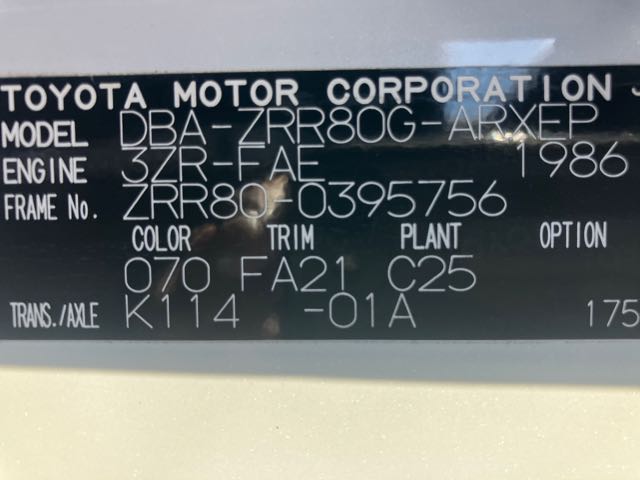 TOYOTA MOTOR CORPORATION J
MODEL DBA-ZRR80G-APXEP
ENGINE 3ZR-FAE 1986
FRAME No. ZRR80-0395756
COLOR TRIM PLANT OPTION
070 FA21 C25
TRANS./AXLE K114 -01A 175